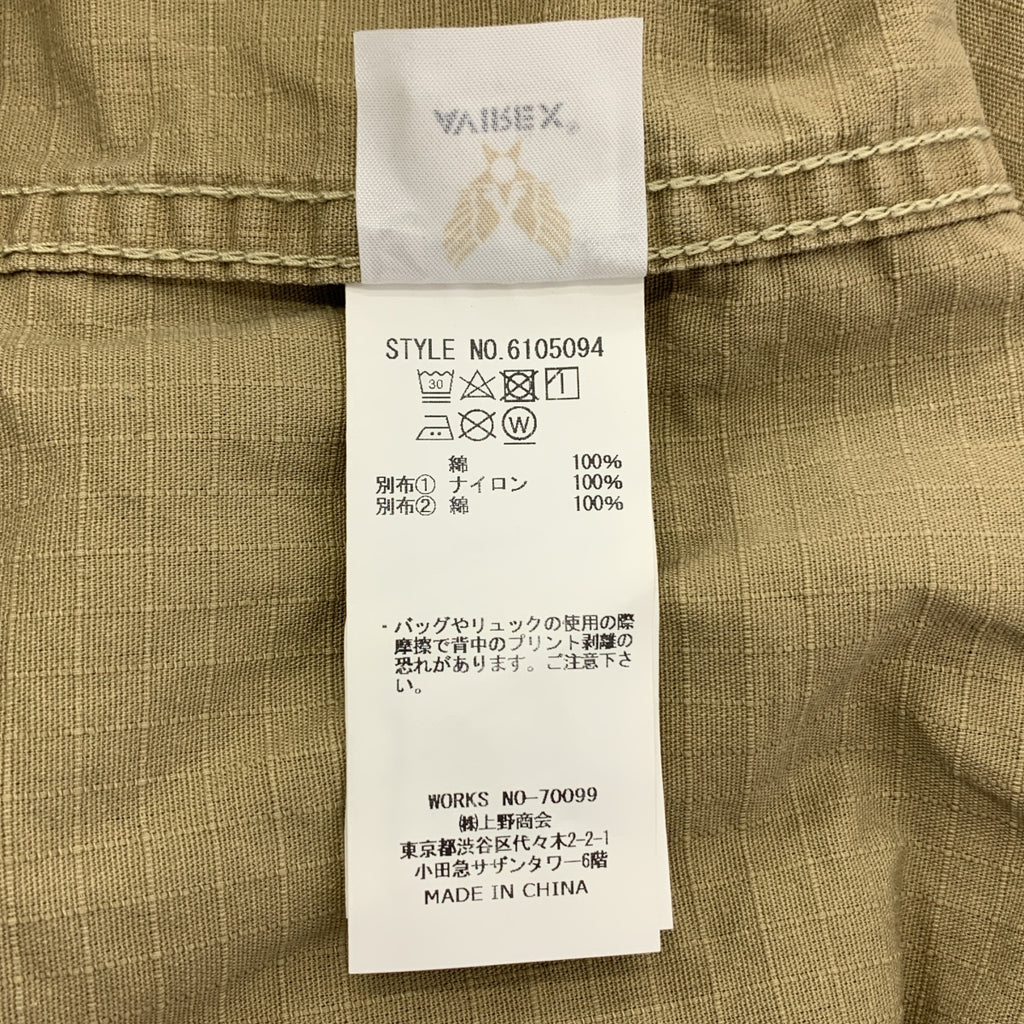 AVIREX®
STYLE NO.6105094
30
W
綿 100%
別布① ナイロン 100%
別布② 綿 100%
・バッグやリュックの使用の際
摩擦で背中のプリント剥離の
恐れがあります。ご注意下さ
い。
WORKS NO-70099
㈱上野商会
東京都渋谷区代々木2-2-1
小田急サザンタワー6階
MADE IN CHINA